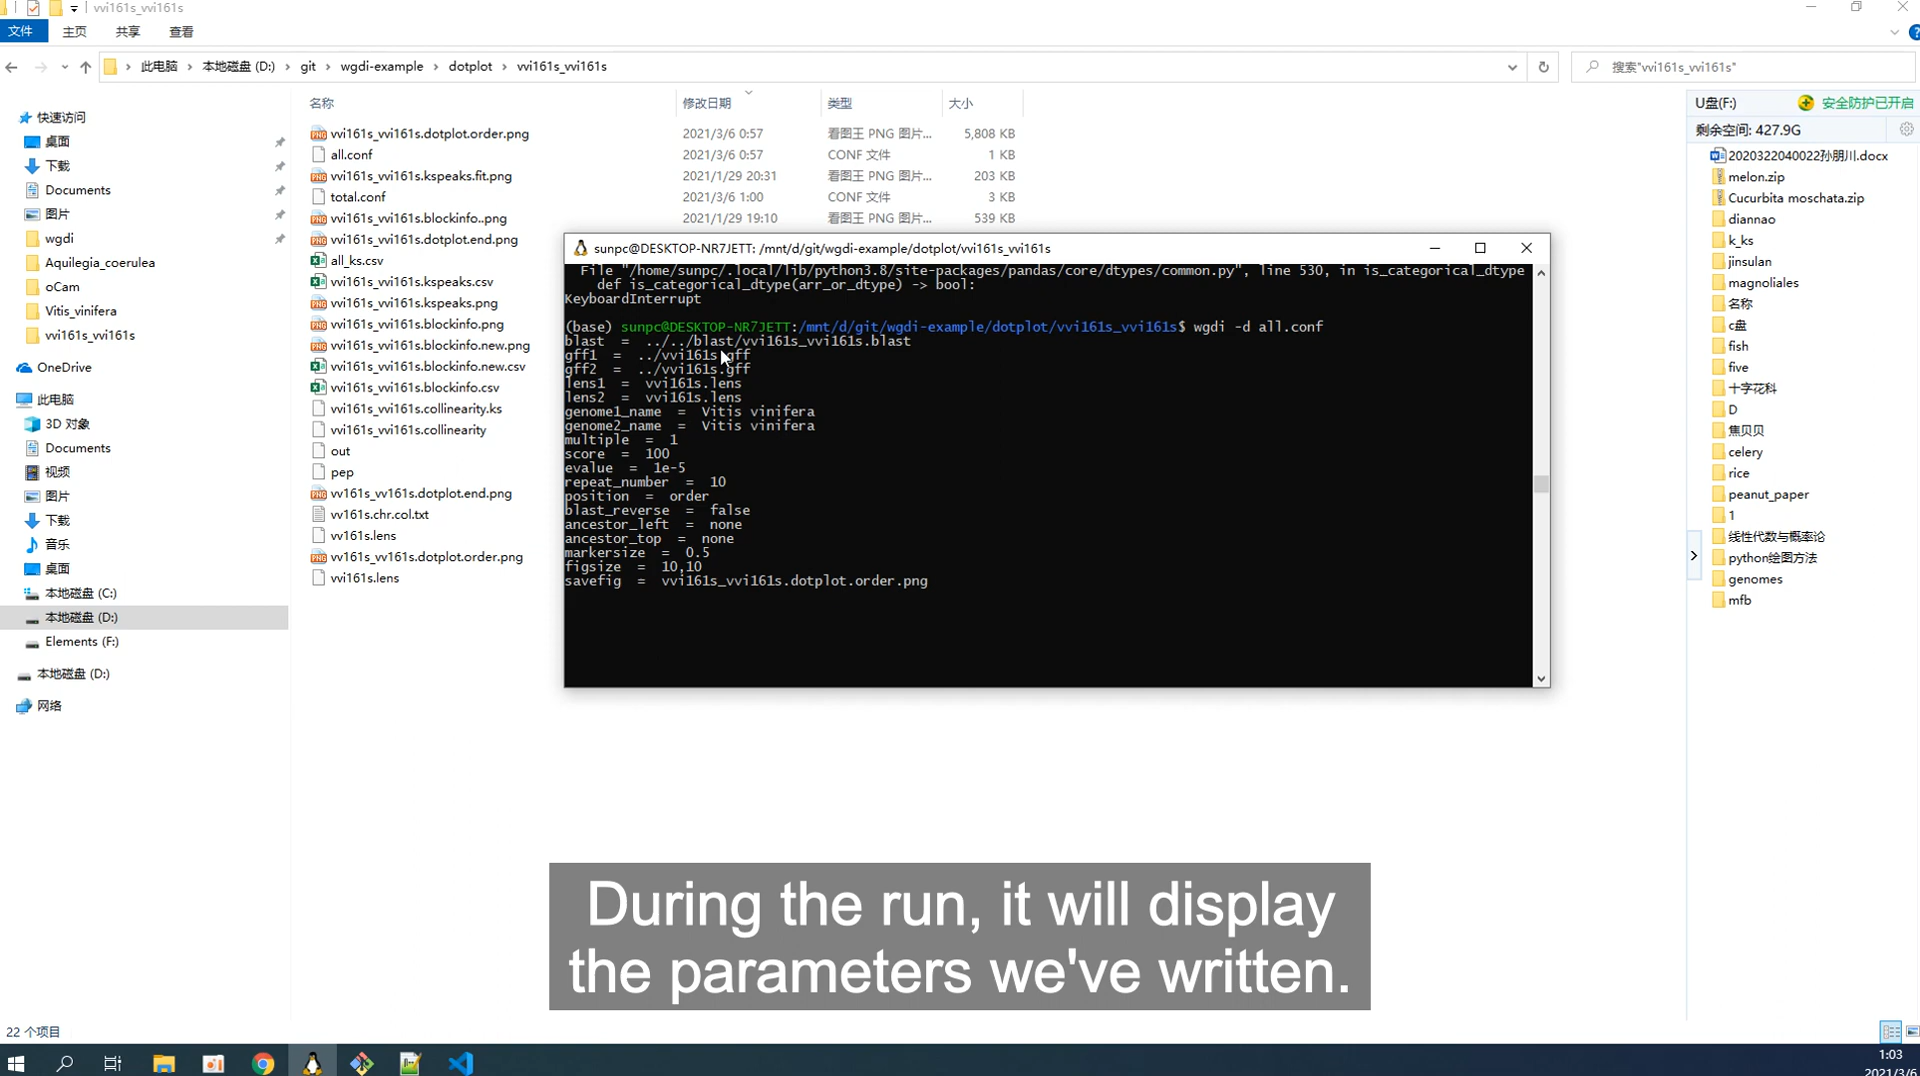 vvi161s_vvi161s
文件 主页 共享 查看
此电脑 › 本地磁盘 (D:) › git › wgdi-example › dotplot › vvi161s_vvi161s
搜索"vvi161s_vvi161s"
名称 修改日期 类型 大小
快速访问
桌面
下载
Documents
图片
wgdi
Aquilegia_coerulea
oCam
Vitis_vinifera
vvi161s_vvi161s
OneDrive
此电脑
3D 对象
Documents
视频
图片
下载
音乐
桌面
本地磁盘 (C:)
本地磁盘 (D:)
Elements (F:)
本地磁盘 (D:)
网络
vvi161s_vvi161s.dotplot.order.png 2021/3/6 0:57 看图王 PNG 图片... 5,808 KB
all.conf 2021/3/6 0:57 CONF 文件 1 KB
vvi161s_vvi161s.kspeaks.fit.png 2021/1/29 20:31 看图王 PNG 图片... 203 KB
total.conf 2021/3/6 1:00 CONF 文件 3 KB
vvi161s_vvi161s.blockinfo..png 2021/1/29 19:10 看图王 PNG 图片... 539 KB
vvi161s_vvi161s.dotplot.end.png
all_ks.csv
vvi161s_vvi161s.kspeaks.csv
vvi161s_vvi161s.kspeaks.png
vvi161s_vvi161s.blockinfo.png
vvi161s_vvi161s.blockinfo.new.png
vvi161s_vvi161s.blockinfo.new.csv
vvi161s_vvi161s.blockinfo.csv
vvi161s_vvi161s.collinearity.ks
vvi161s_vvi161s.collinearity
out
pep
vv161s_vv161s.dotplot.end.png
vv161s.chr.col.txt
vv161s.lens
vv161s_vv161s.dotplot.order.png
vvi161s.lens
sunpc@DESKTOP-NR7JETT: /mnt/d/git/wgdi-example/dotplot/vvi161s_vvi161s
File "/home/sunpc/.local/lib/python3.8/site-packages/pandas/core/dtypes/common.py", line 530, in is_categorical_dtype
def is_categorical_dtype(arr_or_dtype) -> bool:
KeyboardInterrupt
(base) sunpc@DESKTOP-NR7JETT:/mnt/d/git/wgdi-example/dotplot/vvi161s_vvi161s$ wgdi -d all.conf
blast = ../../blast/vvi161s_vvi161s.blast
gff1 = ../vvi161s.gff
gff2 = ../vvi161s.gff
lens1 = vvi161s.lens
lens2 = vvi161s.lens
genome1_name = Vitis vinifera
genome2_name = Vitis vinifera
multiple = 1
score = 100
evalue = 1e-5
repeat_number = 10
position = order
blast_reverse = false
ancestor_left = none
ancestor_top = none
markersize = 0.5
figsize = 10,10
savefig = vvi161s_vvi161s.dotplot.order.png
U盘(F:) 安全防护已开启
剩余空间: 427.9G
2020322040022孙朋川.docx
melon.zip
Cucurbita moschata.zip
diannao
k_ks
jinsulan
magnoliales
名称
c盘
fish
five
十字花科
D
焦贝贝
celery
rice
peanut_paper
1
线性代数与概率论
python绘图方法
genomes
mfb
During the run, it will display
the parameters we've written.
22 个项目
1:03
2021/3/6